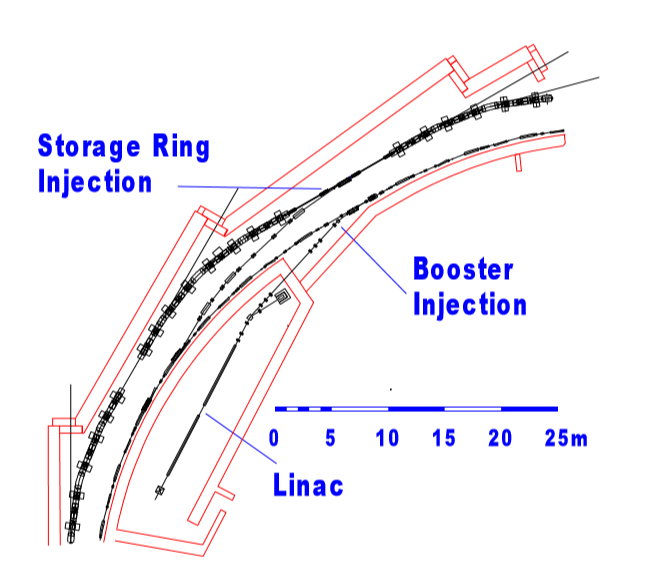 Storage Ring
Injection
Booster
Injection
0 5 10 15 20 25m
Linac